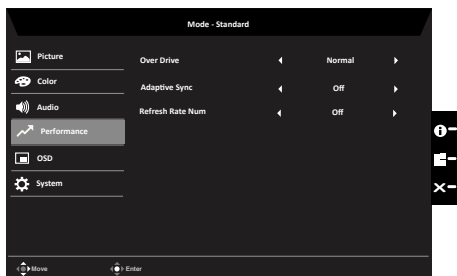 Mode - Standard
Picture
Over Drive Normal
Color
Adaptive Sync Off
Audio
Refresh Rate Num Off
Performance
OSD
System
Move Enter